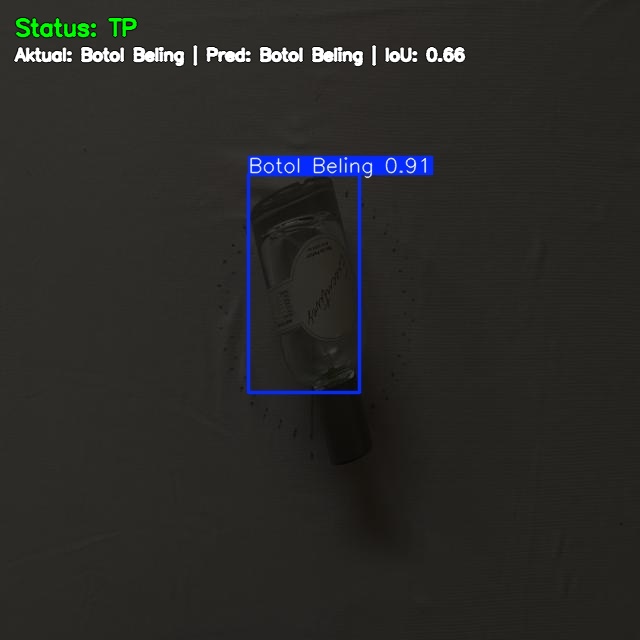 Status: TP
Aktual: Botol Beling | Pred: Botol Beling | IoU: 0.66
Botol Beling 0.91